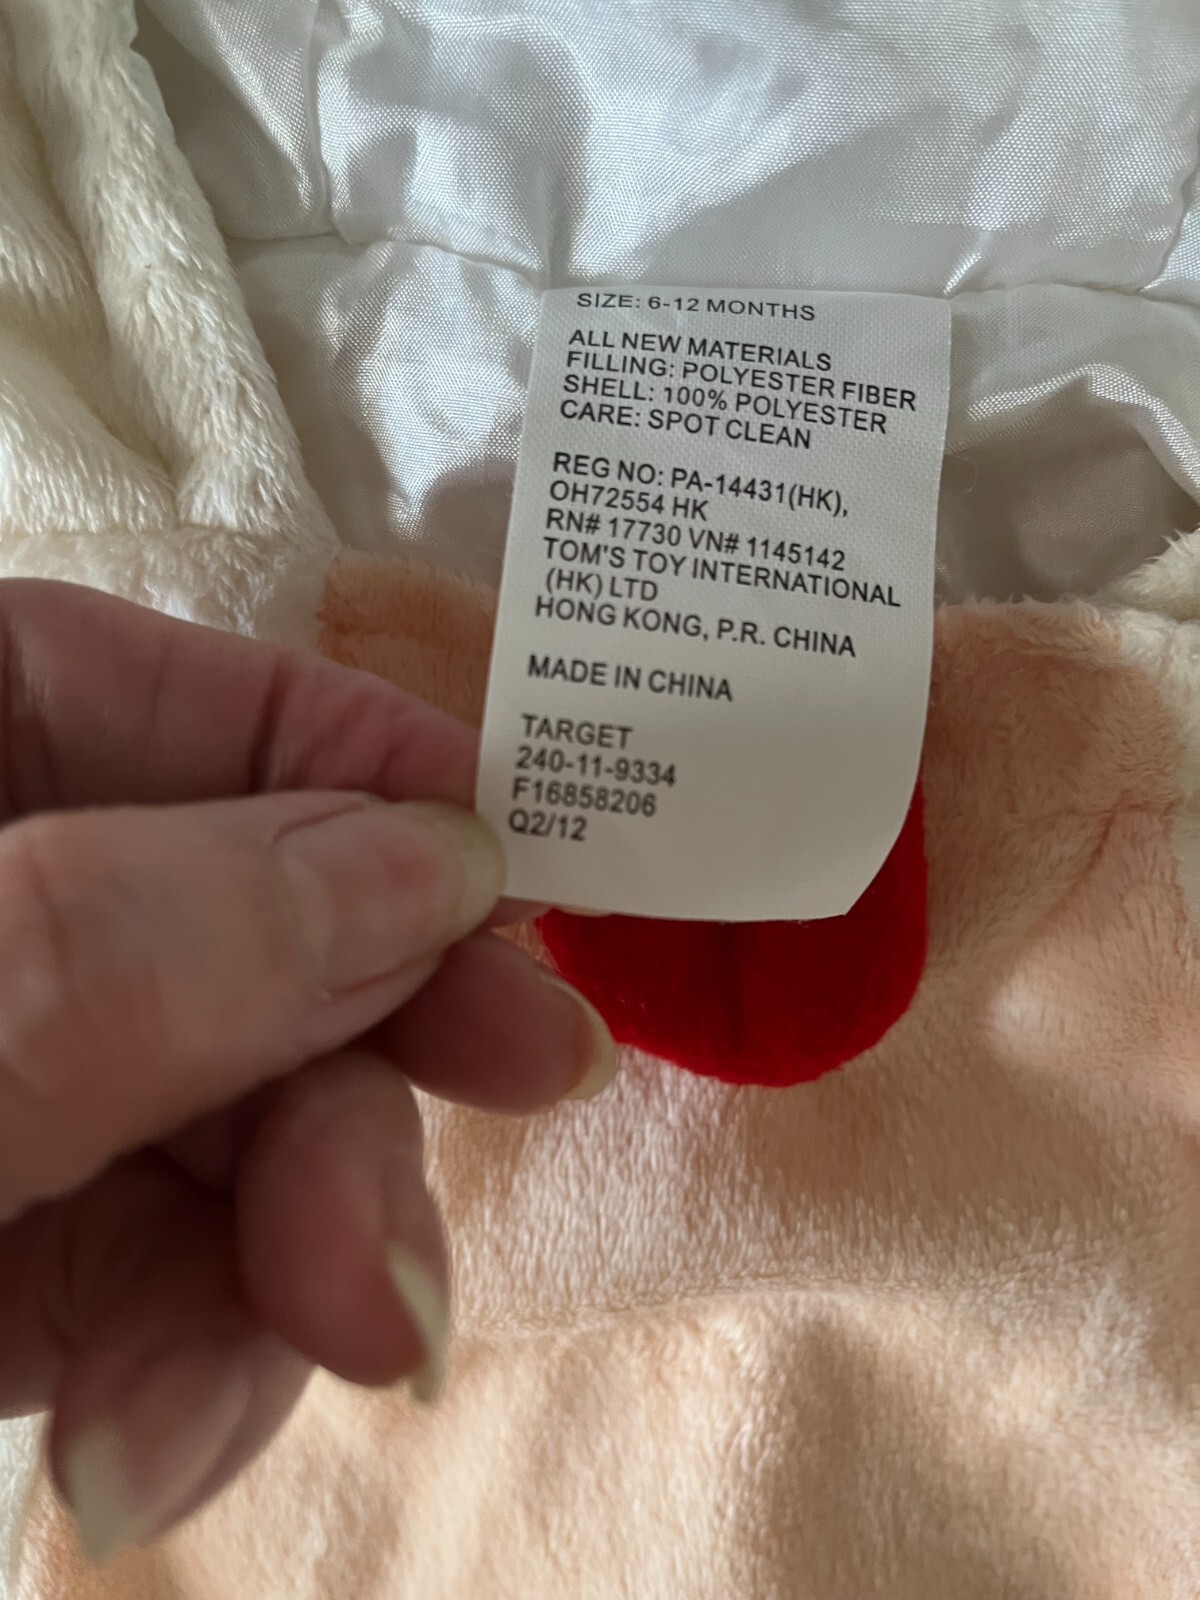 SIZE: 6-12 MONTHS
ALL NEW MATERIALS
FILLING: POLYESTER FIBER
SHELL: 100% POLYESTER
CARE: SPOT CLEAN
REG NO: PA-14431(HK),
OH72554 HK
RN# 17730 VN# 1145142
TOM'S TOY INTERNATIONAL
(HK) LTD
HONG KONG, P.R. CHINA
MADE IN CHINA
TARGET
240-11-9334
F16858206
Q2/12